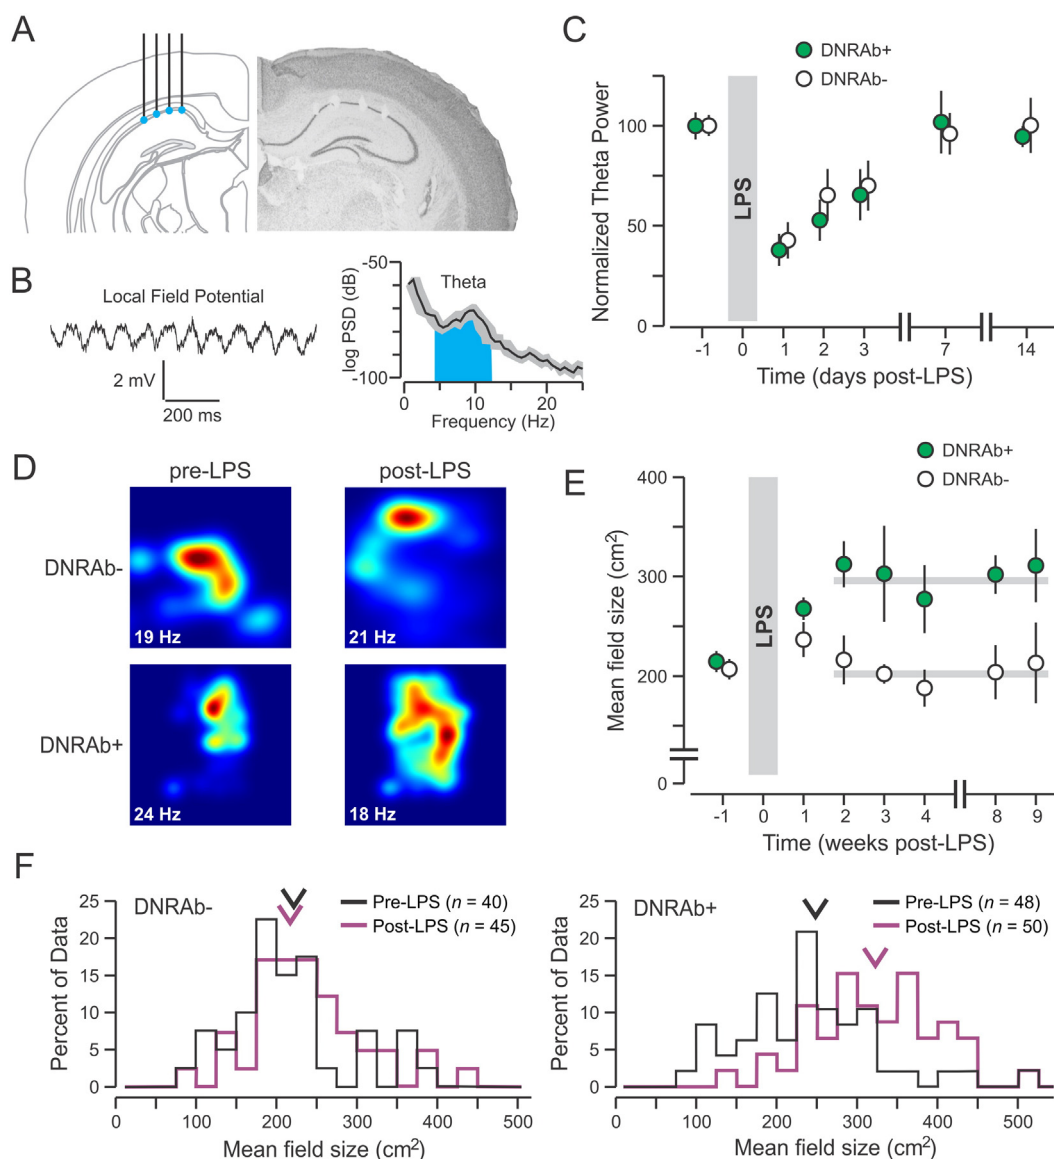 A
B
Local Field Potential
2 mV
200 ms
-50
Theta
log PSD (dB)
-100
0 10 20
Frequency (Hz)
C
DNRAb+
DNRAb-
Normalized Theta Power
100
50
0
LPS
-1 0 1 2 3 7 14
Time (days post-LPS)
D
pre-LPS post-LPS
DNRAb-
19 Hz 21 Hz
DNRAb+
24 Hz 18 Hz
E
DNRAb+
DNRAb-
Mean field size (cm²)
400
300
200
0
LPS
-1 0 1 2 3 4 8 9
Time (weeks post-LPS)
F
DNRAb-
Pre-LPS (n = 40)
Post-LPS (n = 45)
Percent of Data
25
20
15
10
5
0
0 100 200 300 400 500
Mean field size (cm²)
DNRAb+
Pre-LPS (n = 48)
Post-LPS (n = 50)
Percent of Data
25
20
15
10
5
0
0 100 200 300 400 500
Mean field size (cm²)